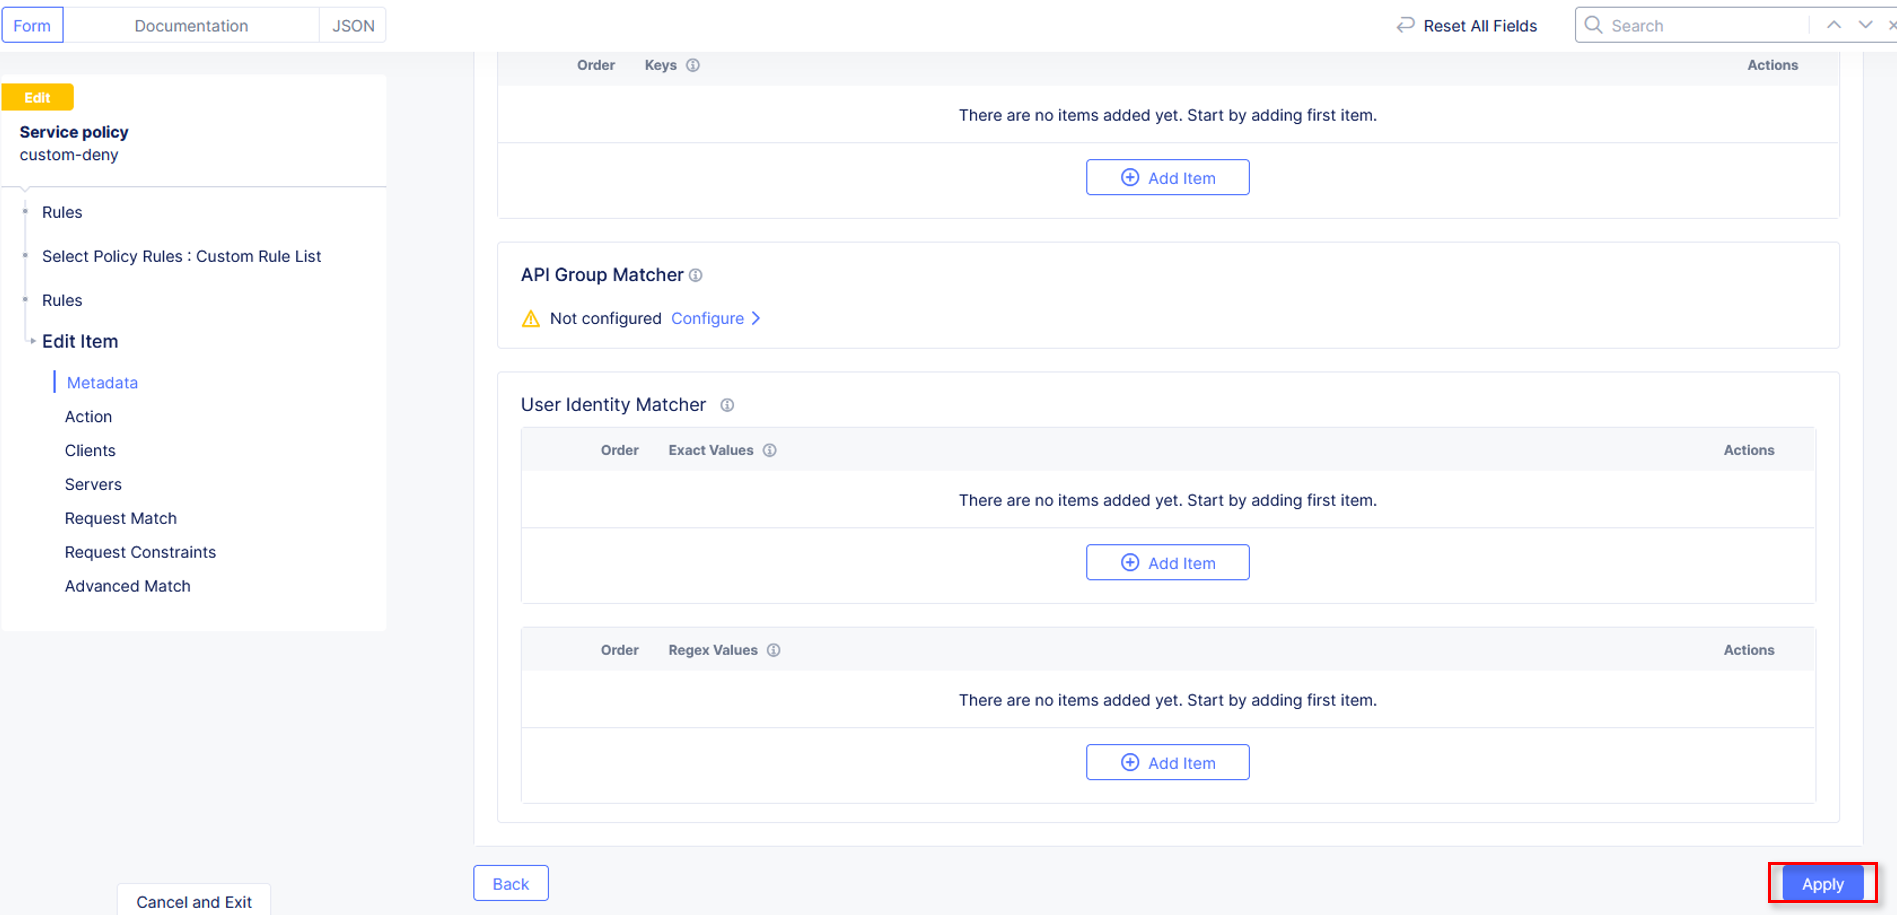 Form Documentation JSON Reset All Fields Search
Edit
Service policy
custom-deny
Rules
Select Policy Rules : Custom Rule List
Rules
Edit Item
Metadata
Action
Clients
Servers
Request Match
Request Constraints
Advanced Match
Cancel and Exit
Order Keys Actions
There are no items added yet. Start by adding first item.
Add Item
API Group Matcher
Not configured Configure
User Identity Matcher
Order Exact Values Actions
There are no items added yet. Start by adding first item.
Add Item
Order Regex Values Actions
There are no items added yet. Start by adding first item.
Add Item
Back Apply